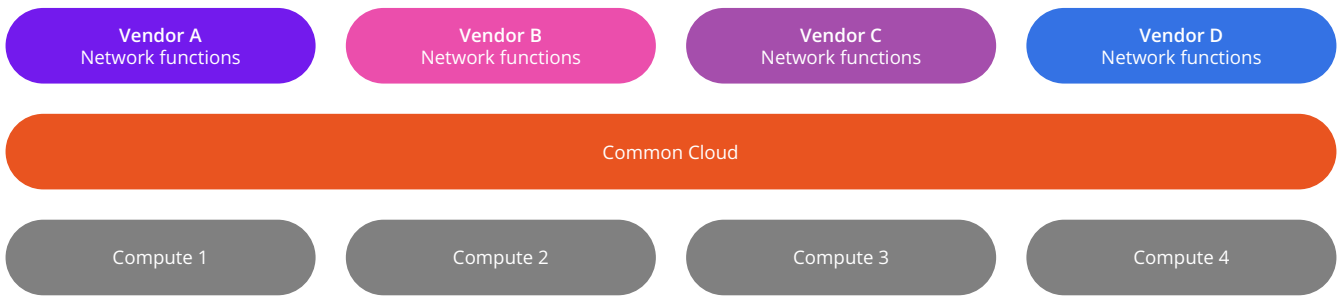 Vendor A
Network functions
Vendor B
Network functions
Vendor C
Network functions
Vendor D
Network functions
Common Cloud
Compute 1
Compute 2
Compute 3
Compute 4